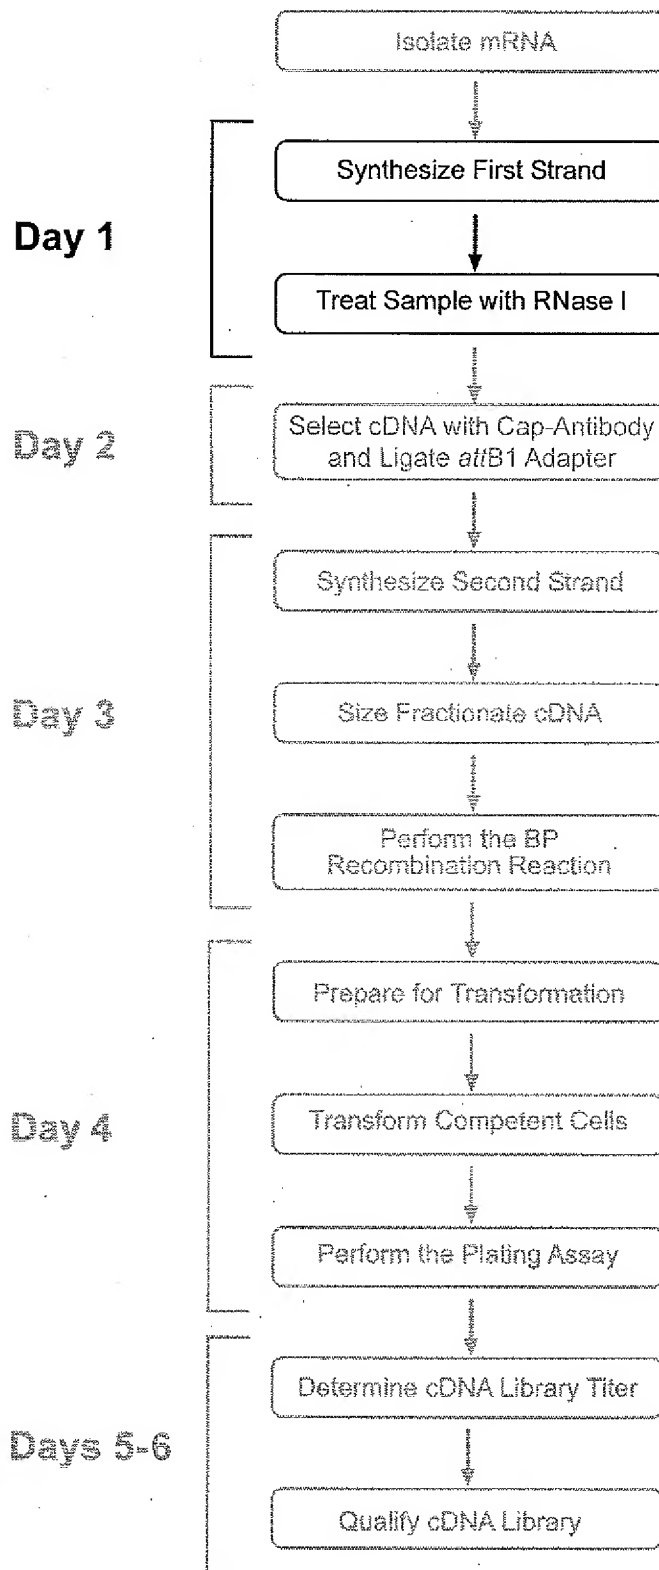 Isolate mRNA
Day 1
Synthesize First Strand
Treat Sample with RNase I
Day 2
Select cDNA with Cap-Antibody
and Ligate attB1 Adapter
Day 3
Synthesize Second Strand
Size Fractionate cDNA
Perform the BP
Recombination Reaction
Day 4
Prepare for Transformation
Transform Competent Cells
Perform the Plating Assay
Days 5-6
Determine cDNA Library Titer
Qualify cDNA Library